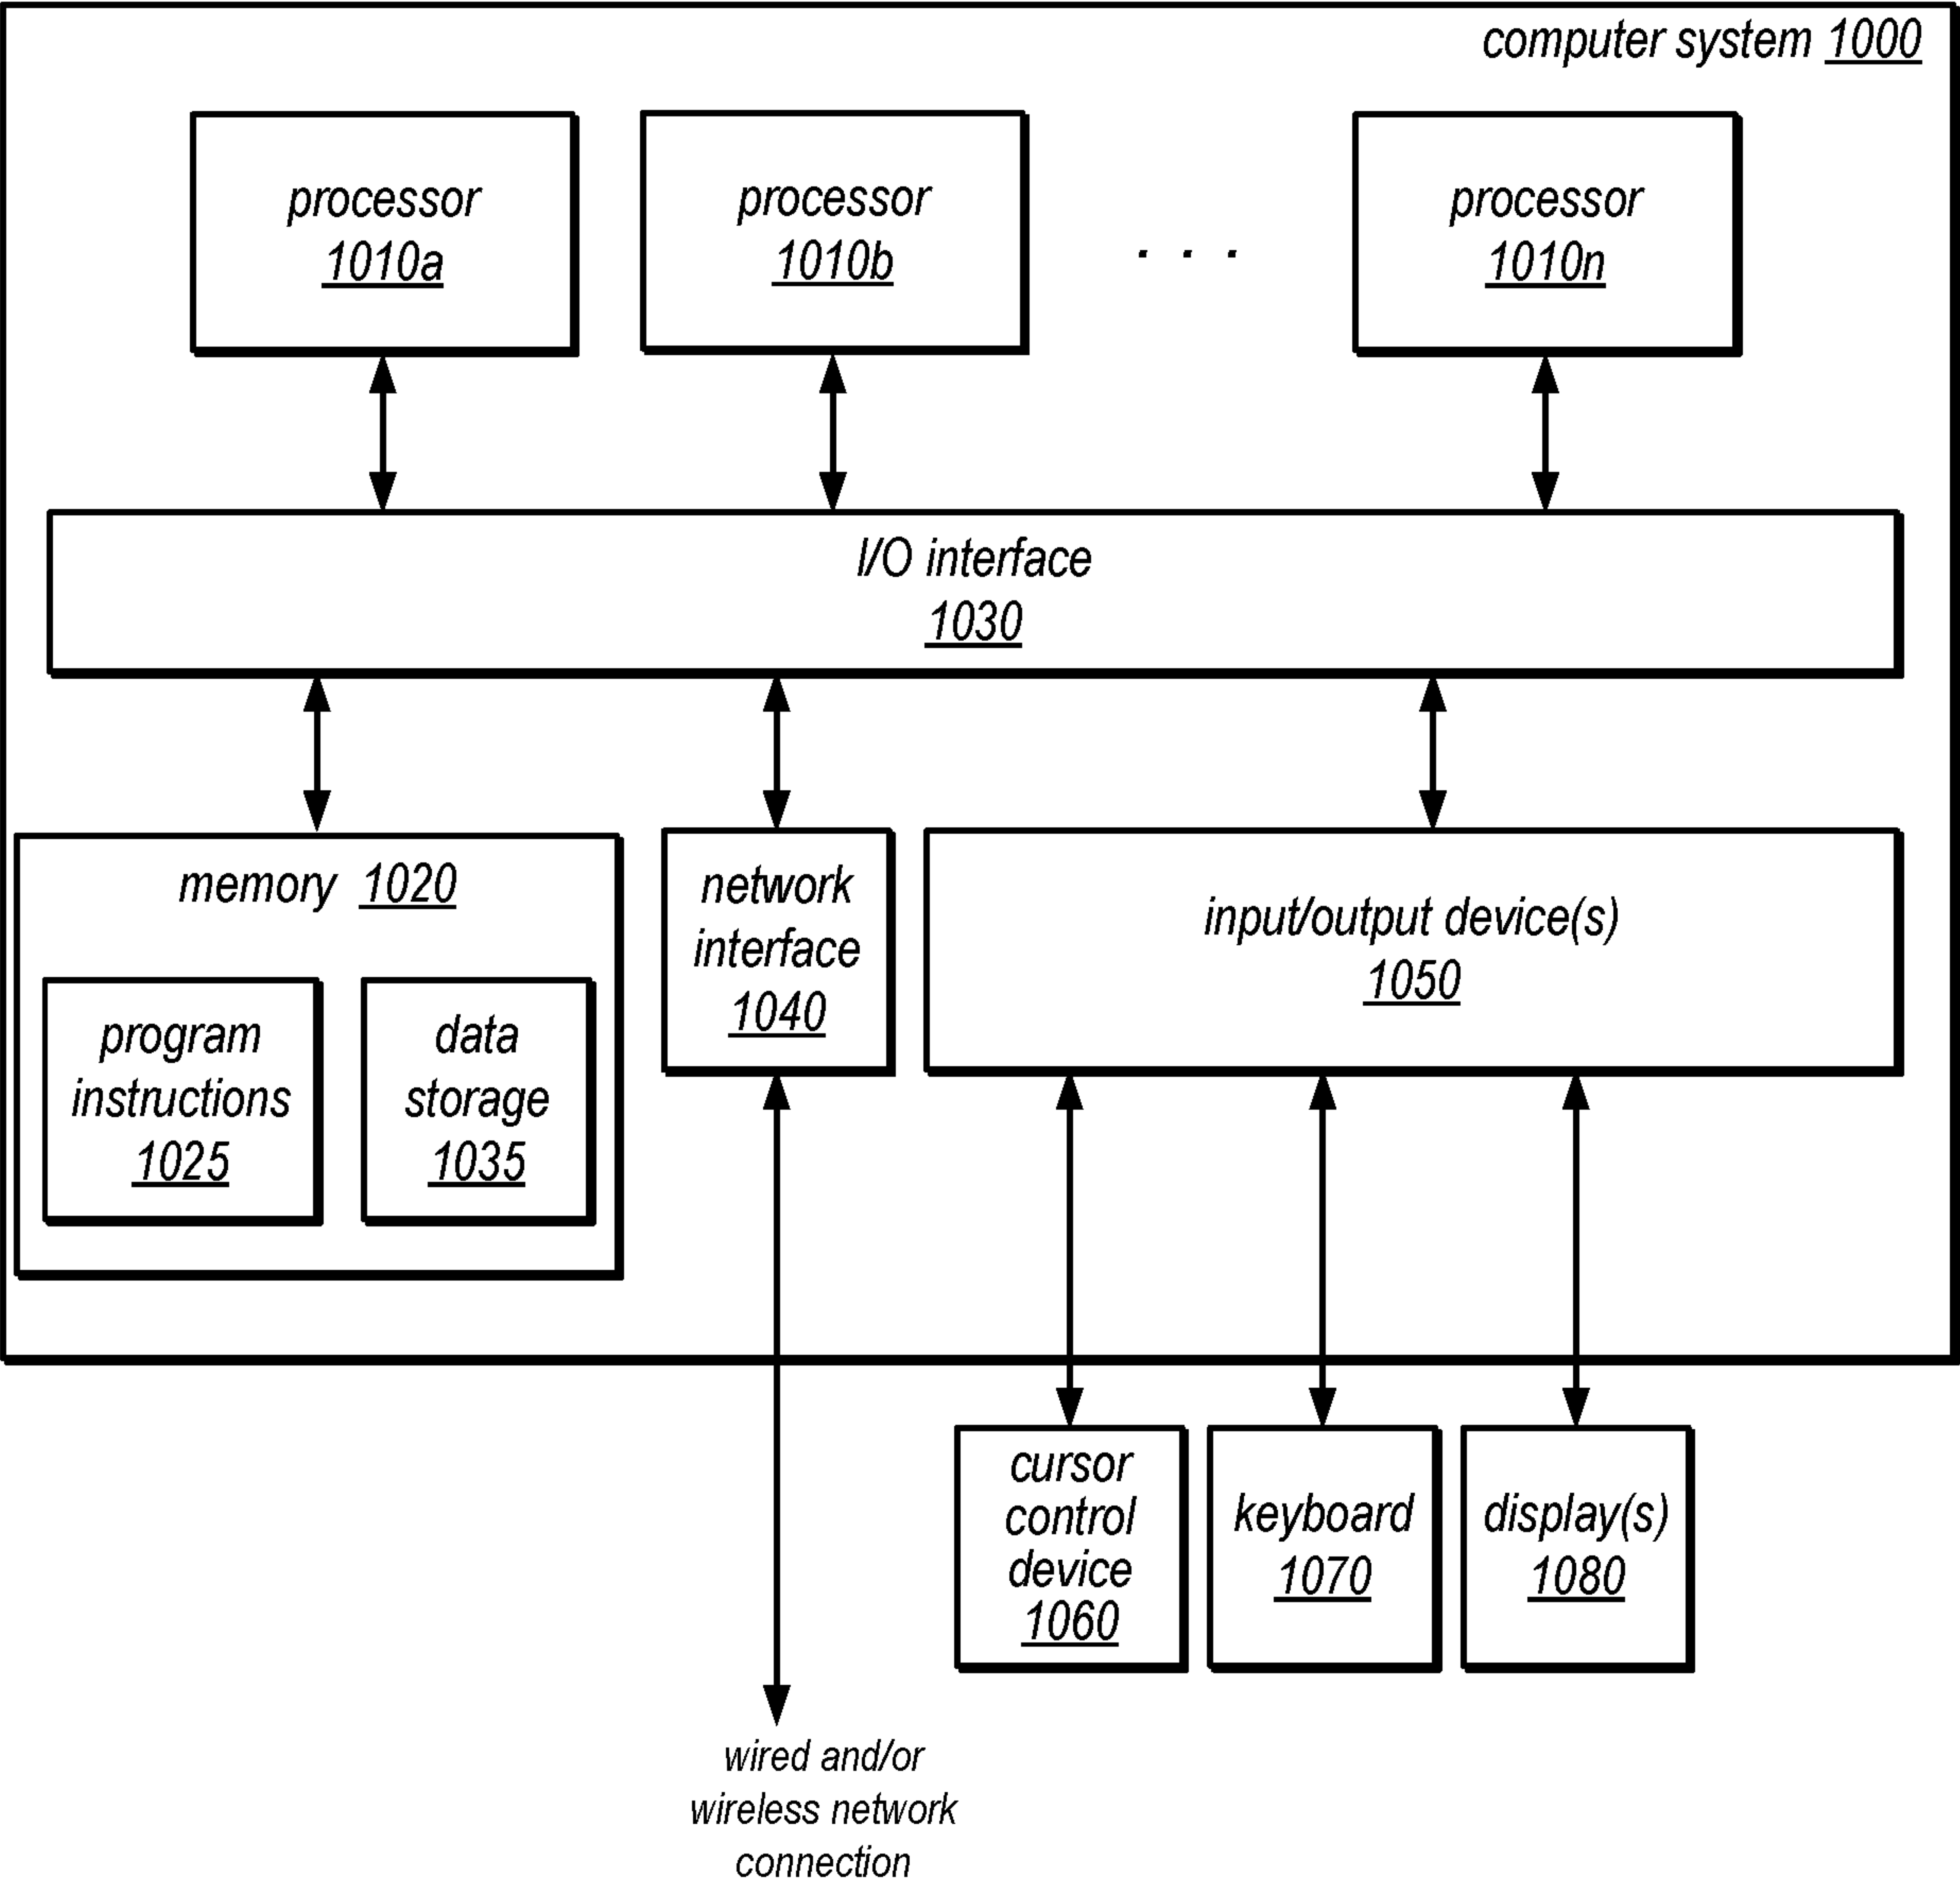 computer system 1000
processor
1010a
processor
1010b
. . .
processor
1010n
I/O interface
1030
memory 1020
program
instructions
1025
data
storage
1035
network
interface
1040
input/output device(s)
1050
cursor
control
device
1060
keyboard
1070
display(s)
1080
wired and/or
wireless network
connection